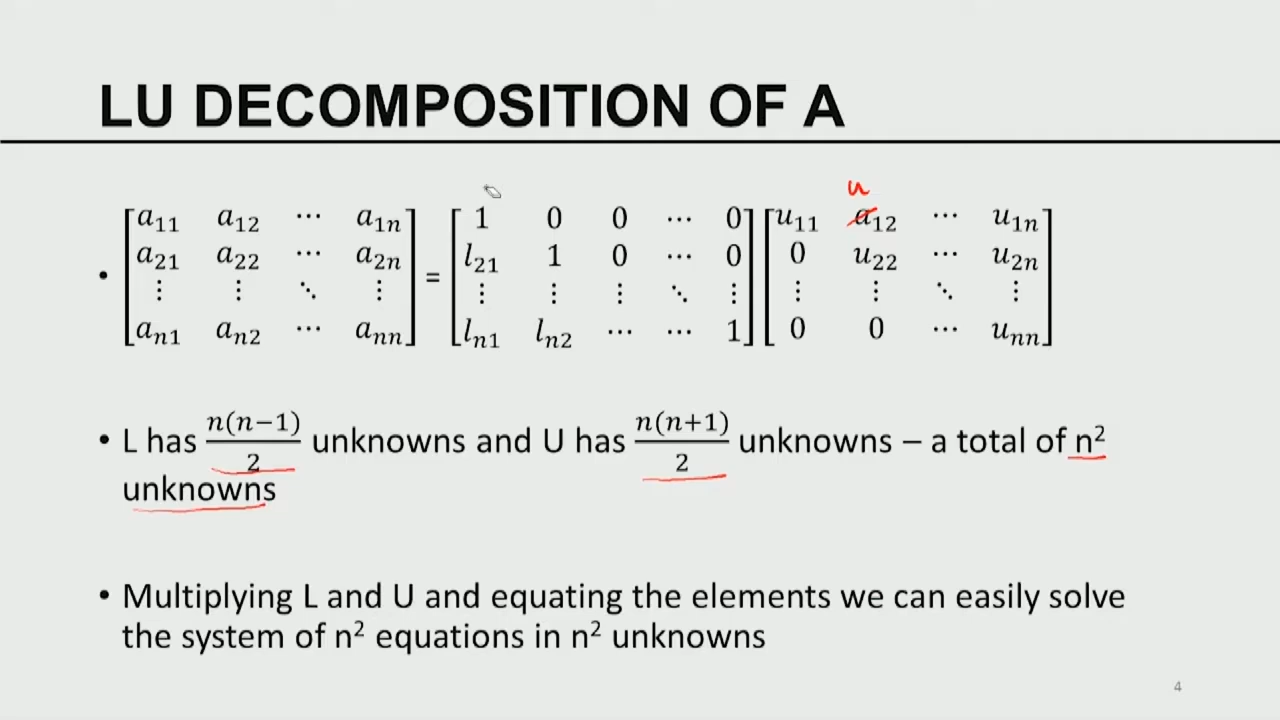 LU DECOMPOSITION OF A
u
• [a₁₁ a₁₂ ⋯ a₁ₙ; a₂₁ a₂₂ ⋯ a₂ₙ; ⋮ ⋮ ⋱ ⋮; aₙ₁ aₙ₂ ⋯ aₙₙ] = [1 0 0 ⋯ 0; l₂₁ 1 0 ⋯ 0; ⋮ ⋮ ⋮ ⋱ ⋮; lₙ₁ lₙ₂ ⋯ ⋯ 1] [u₁₁ a₁₂ ⋯ u₁ₙ; 0 u₂₂ ⋯ u₂ₙ; ⋮ ⋮ ⋱ ⋮; 0 0 ⋯ uₙₙ]
• L has n(n−1)/2 unknowns and U has n(n+1)/2 unknowns – a total of n²
unknowns
• Multiplying L and U and equating the elements we can easily solve
the system of n² equations in n² unknowns
4